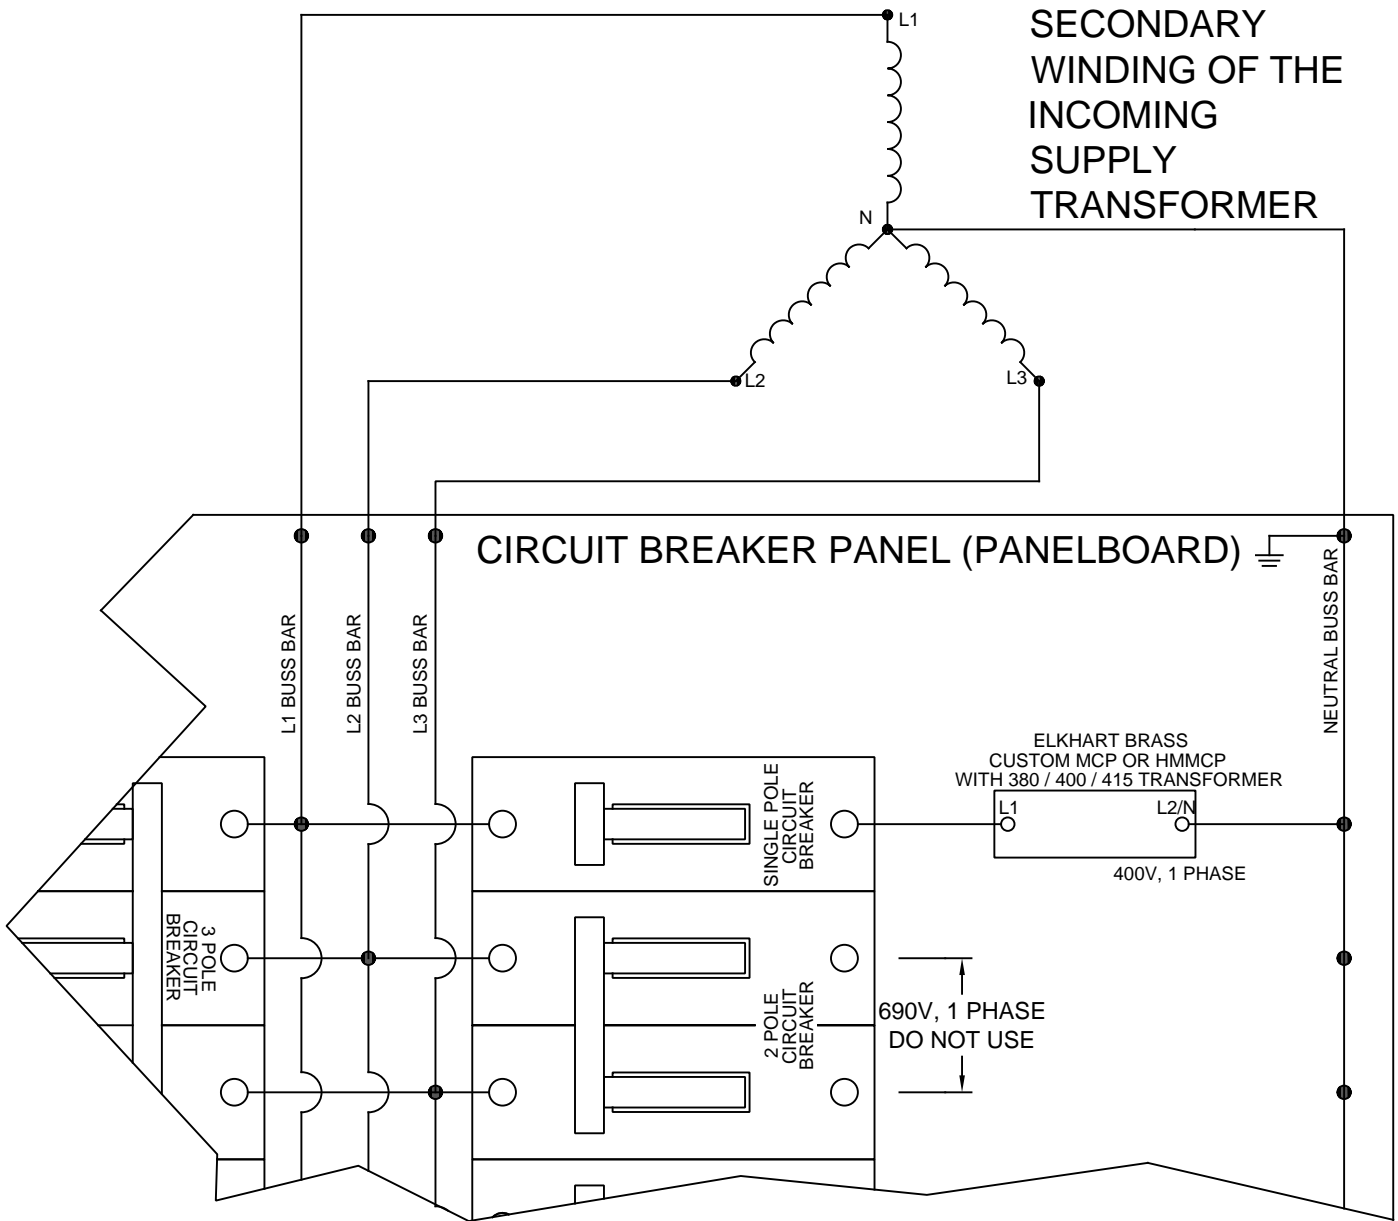 L1
SECONDARY
WINDING OF THE
INCOMING
SUPPLY
TRANSFORMER
N
L2
L3
CIRCUIT BREAKER PANEL (PANELBOARD)
L1 BUSS BAR
L2 BUSS BAR
L3 BUSS BAR
NEUTRAL BUSS BAR
ELKHART BRASS
CUSTOM MCP OR HMMCP
WITH 380 / 400 / 415 TRANSFORMER
L1
L2/N
400V, 1 PHASE
SINGLE POLE
CIRCUIT
BREAKER
3 POLE
CIRCUIT
BREAKER
2 POLE
CIRCUIT
BREAKER
690V, 1 PHASE
DO NOT USE